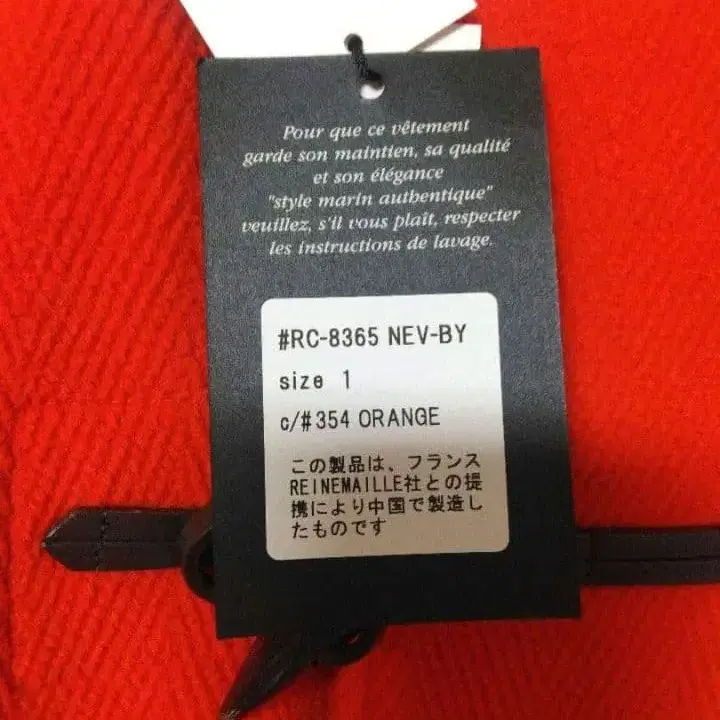 Pour que ce vêtement
garde son maintien, sa qualité
et son élégance
"style marin authentique"
veuillez, s'il vous plaît, respecter
les instructions de lavage.
#RC-8365 NEV-BY
size 1
c/#354 ORANGE
この製品は、フランス
REINEMAILLE社との提
携により中国で製造し
たものです